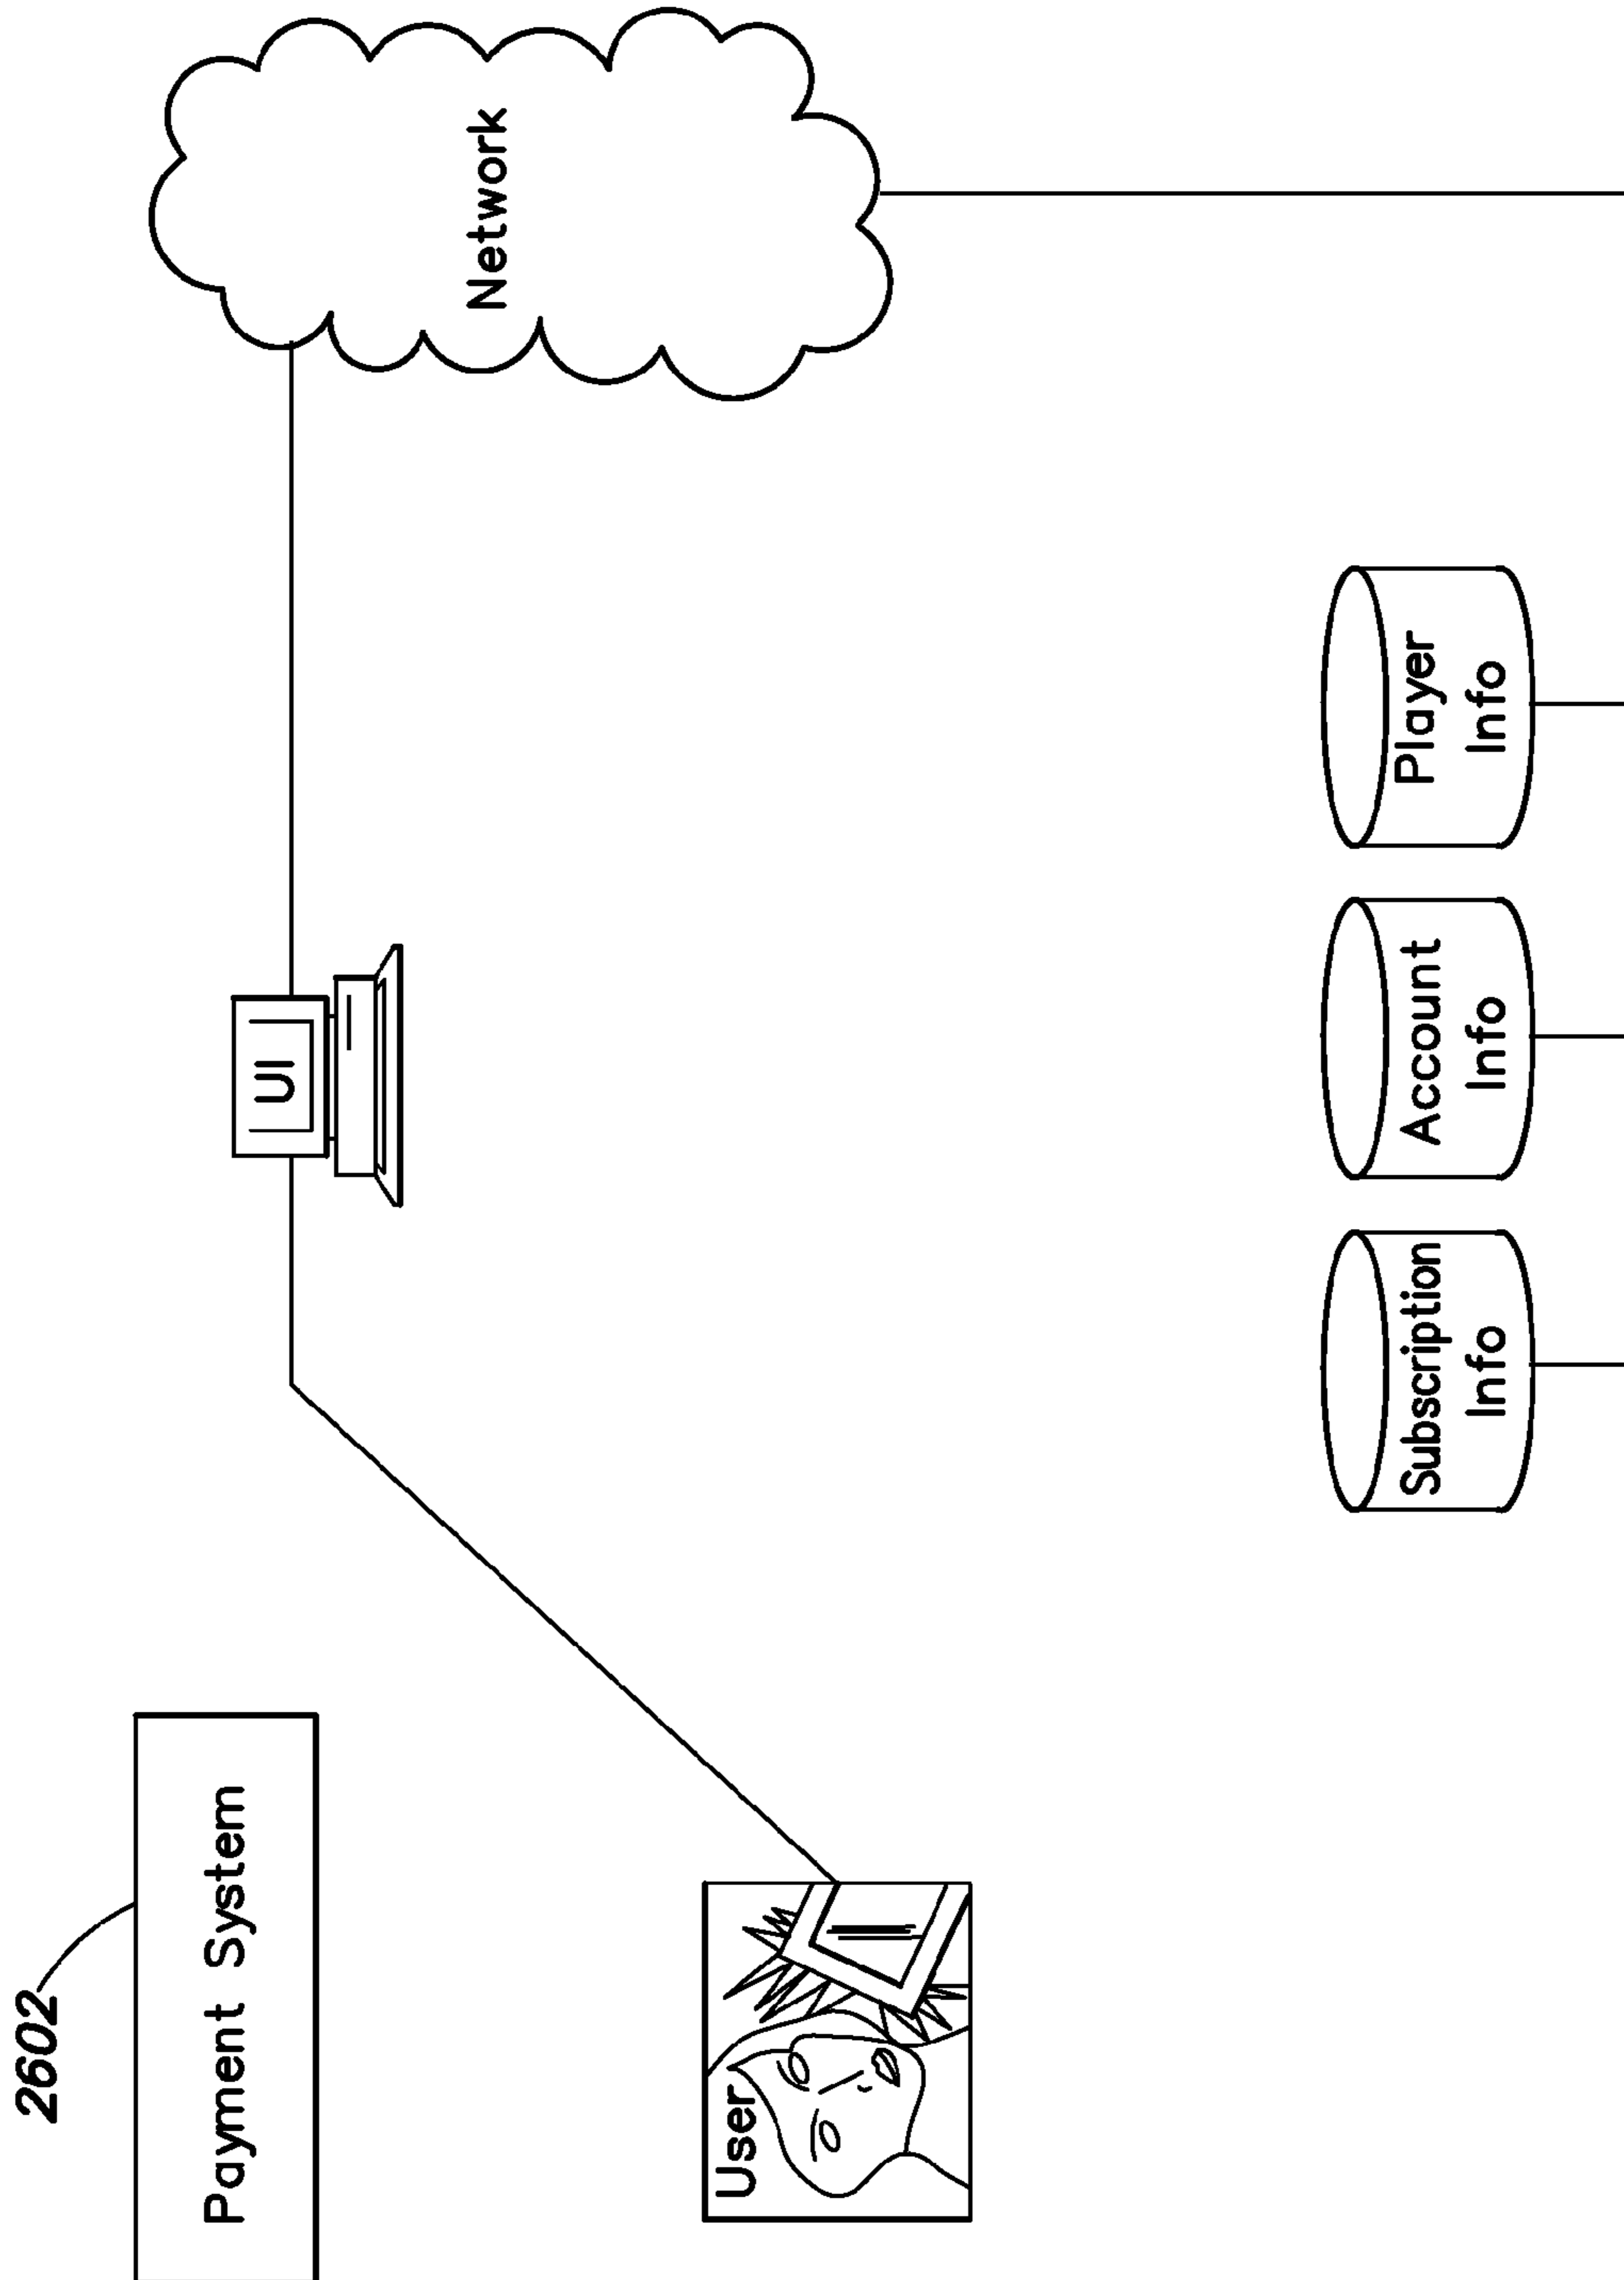 2602
Payment System
UI
Network
User
Subscription
Info
Account
Info
Player
Info